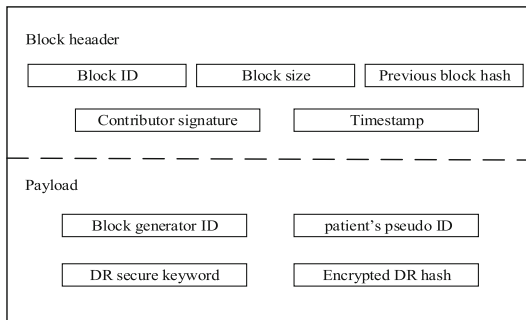 Block heaader
Block ID
Block size
Previous block hash
Contributor signature
Timestamp
Payload
Block generator ID
patient's pseudo ID
DR secure keyword
Encrypted DR hash